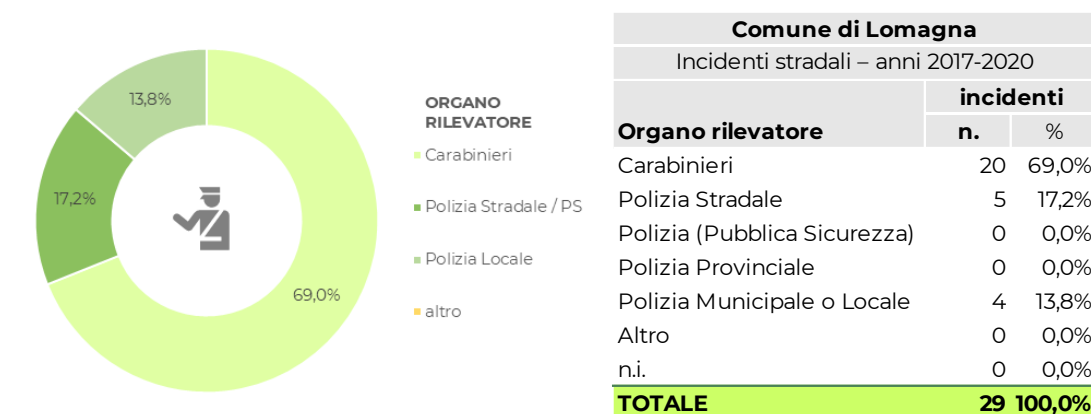 13,8%
17,2%
69,0%
ORGANO
RILEVATORE
Carabinieri
Polizia Stradale / PS
Polizia Locale
altro
Comune di Lomagna
Incidenti stradali – anni 2017-2020
incidenti
Organo rilevatore n. %
Carabinieri 20 69,0%
Polizia Stradale 5 17,2%
Polizia (Pubblica Sicurezza) 0 0,0%
Polizia Provinciale 0 0,0%
Polizia Municipale o Locale 4 13,8%
Altro 0 0,0%
n.i. 0 0,0%
TOTALE 29 100,0%